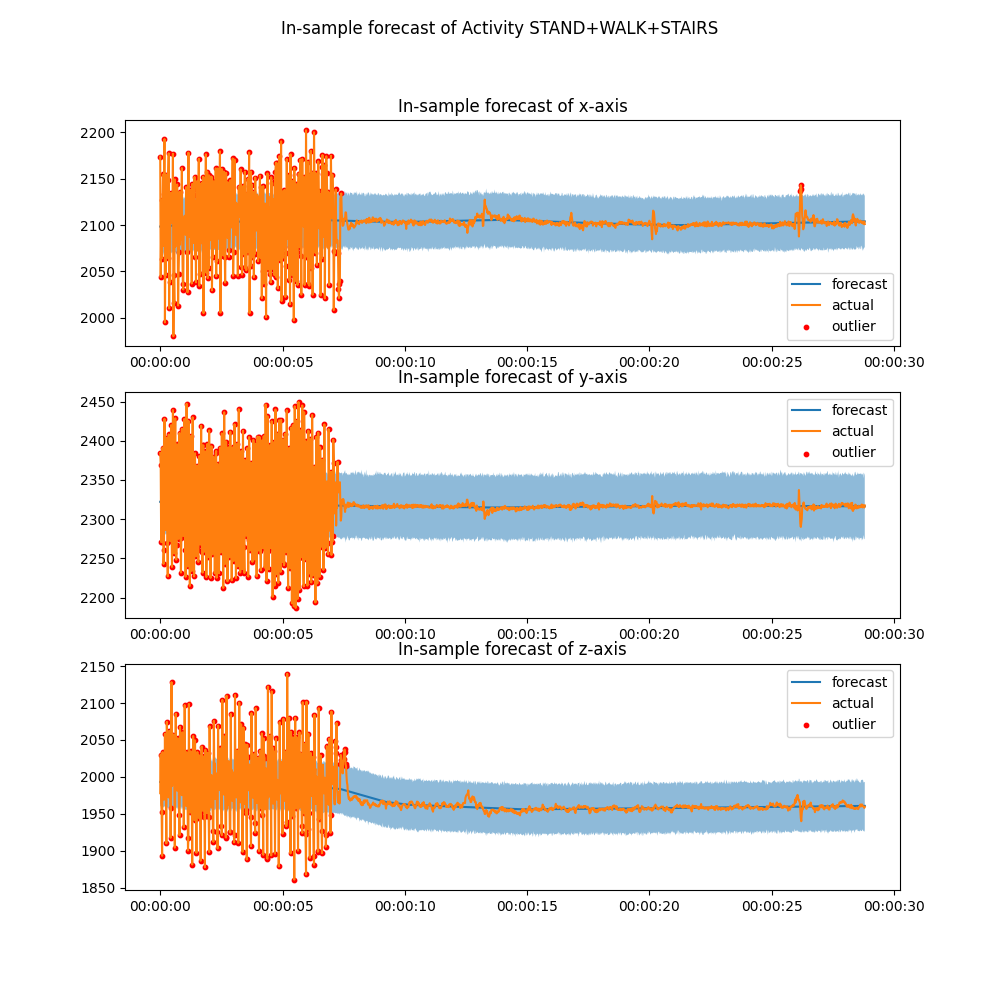 In-sample forecast of Activity STAND+WALK+STAIRS
In-sample forecast of x-axis
2200
2150
2100
2050
2000
forecast
actual
outlier
00:00:00 00:00:05 00:00:10 00:00:15 00:00:20 00:00:25 00:00:30
In-sample forecast of y-axis
2450
2400
2350
2300
2250
2200
forecast
actual
outlier
00:00:00 00:00:05 00:00:10 00:00:15 00:00:20 00:00:25 00:00:30
In-sample forecast of z-axis
2150
2100
2050
2000
1950
1900
1850
forecast
actual
outlier
00:00:00 00:00:05 00:00:10 00:00:15 00:00:20 00:00:25 00:00:30